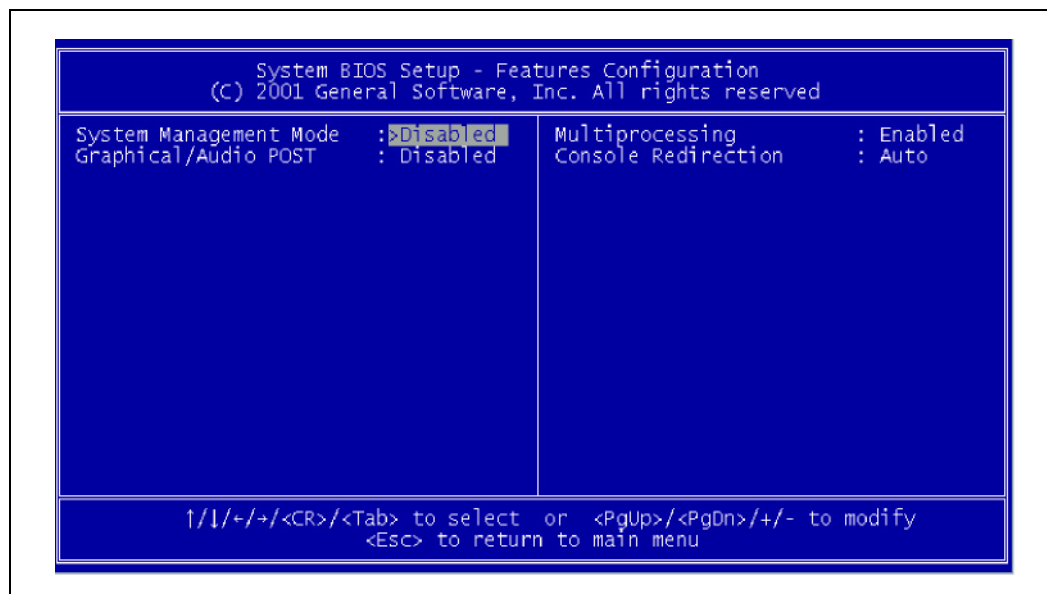 System BIOS Setup - Features Configuration
(C) 2001 General Software, Inc. All rights reserved
System Management Mode :>Disabled
Graphical/Audio POST : Disabled
Multiprocessing : Enabled
Console Redirection : Auto
↑/↓/←/→/<CR>/<Tab> to select or <PgUp>/<PgDn>/+/- to modify
<Esc> to return to main menu